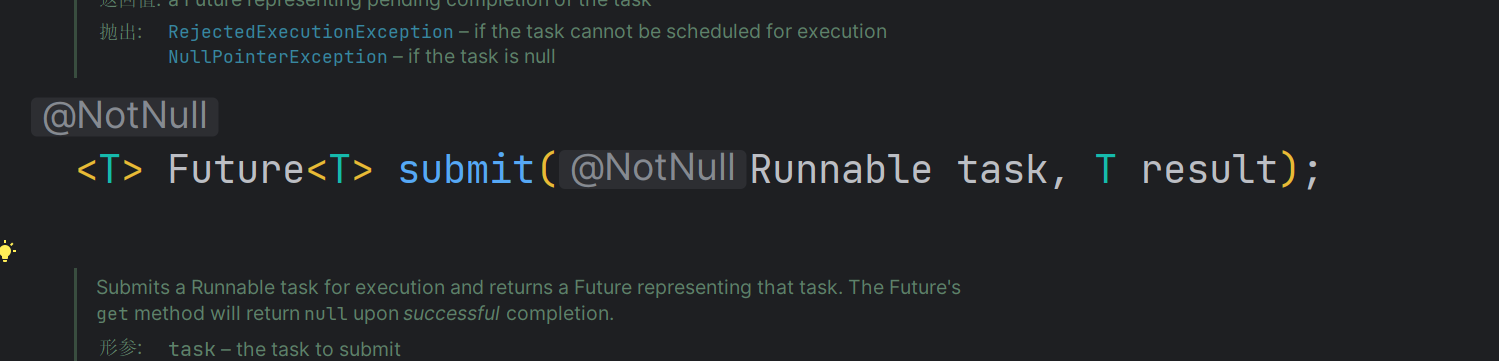 返回值: a Future representing pending completion of the task
抛出: RejectedExecutionException – if the task cannot be scheduled for execution
NullPointerException – if the task is null
@NotNull
<T> Future<T> submit(@NotNull Runnable task, T result);
Submits a Runnable task for execution and returns a Future representing that task. The Future's
get method will return null upon successful completion.
形参: task – the task to submit